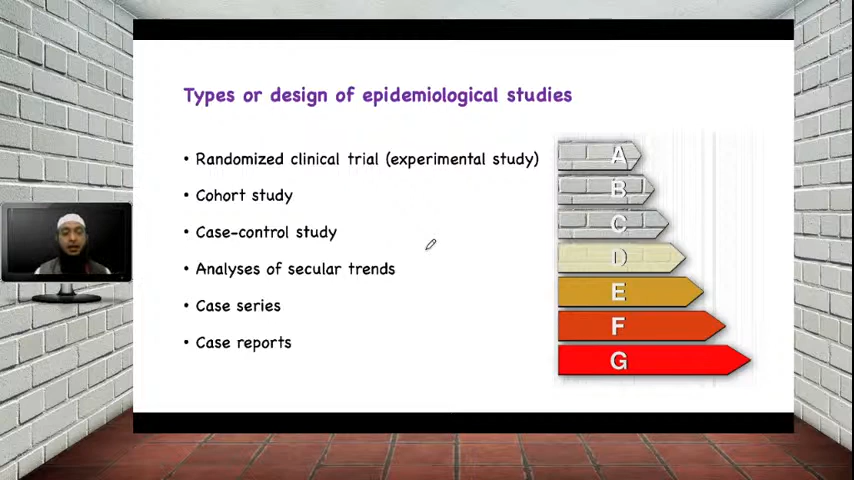 Types or design of epidemiological studies
• Randomized clinical trial (experimental study)
• Cohort study
• Case-control study
• Analyses of secular trends
• Case series
• Case reports
A
B
C
D
E
F
G